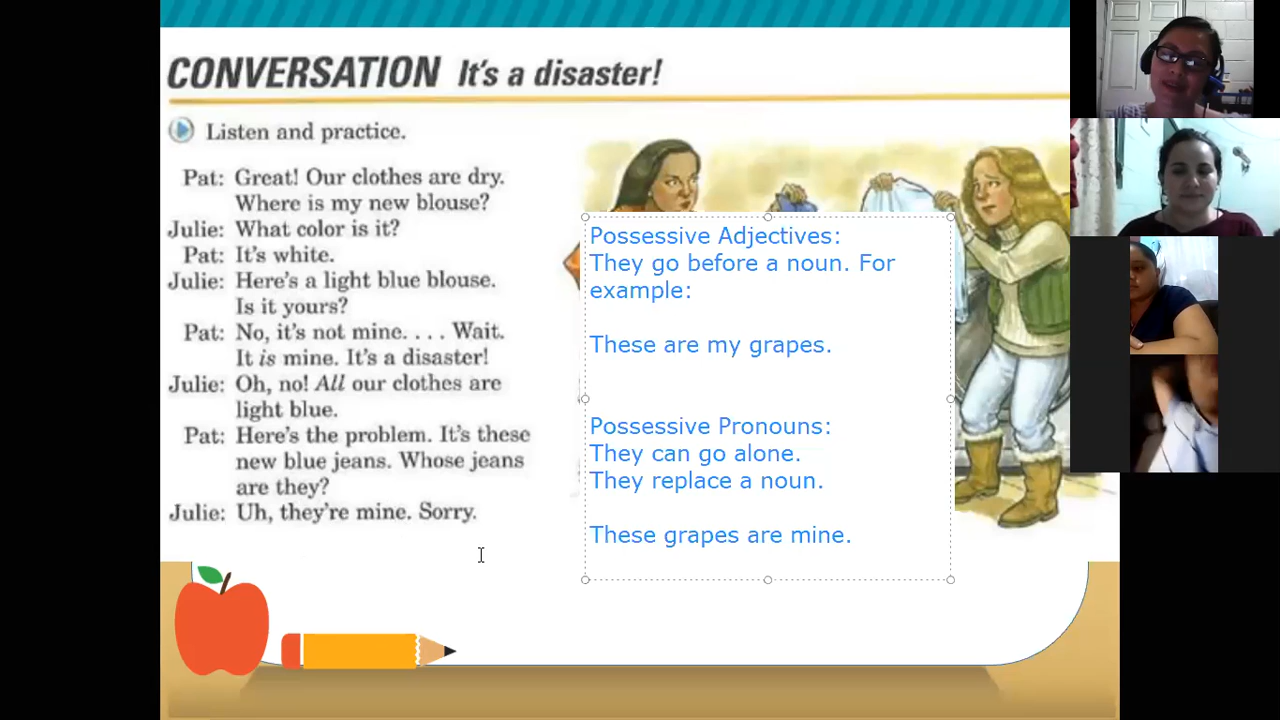 CONVERSATION It's a disaster!
Listen and practice.
Pat: Great! Our clothes are dry.
Where is my new blouse?
Julie: What color is it?
Pat: It's white.
Julie: Here's a light blue blouse.
Is it yours?
Pat: No, it's not mine. . . . Wait.
It is mine. It's a disaster!
Julie: Oh, no! All our clothes are
light blue.
Pat: Here's the problem. It's these
new blue jeans. Whose jeans
are they?
Julie: Uh, they're mine. Sorry.
Possessive Adjectives:
They go before a noun. For
example:
These are my grapes.
Possessive Pronouns:
They can go alone.
They replace a noun.
These grapes are mine.